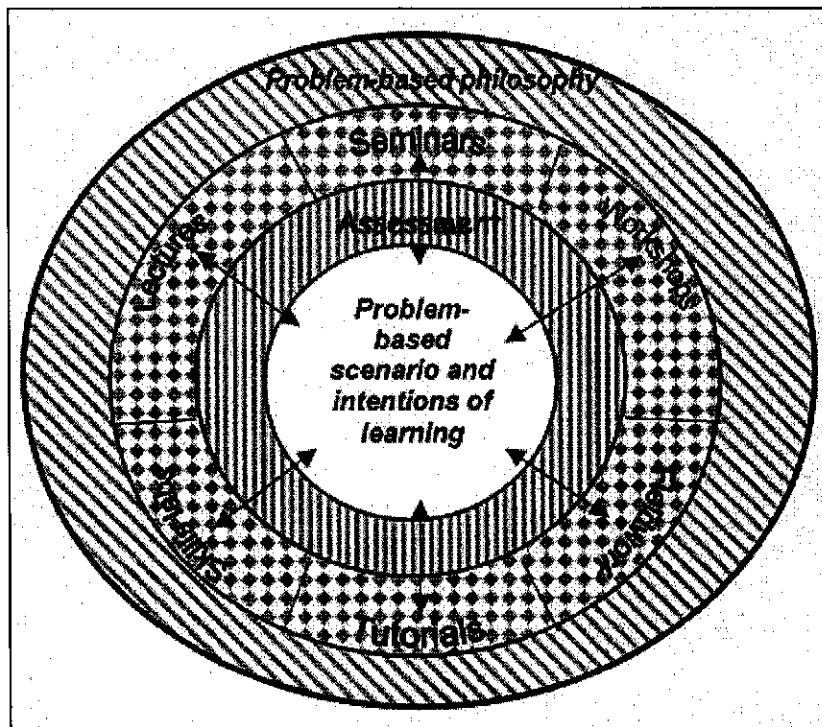 Problem-based philosophy
Seminars
Lectures
Workshops
Assessment
Problem-
based
scenario and
intentions of
learning
Tutorials